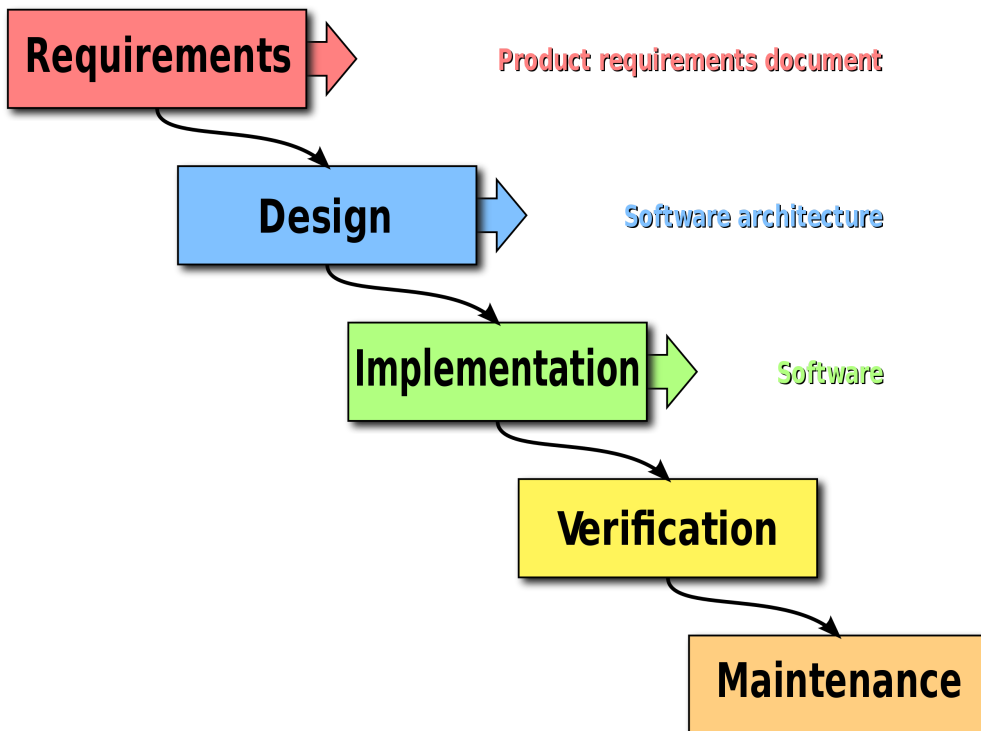 Requirements
Product requirements document
Design
Software architecture
Implementation
Software
Verification
Maintenance